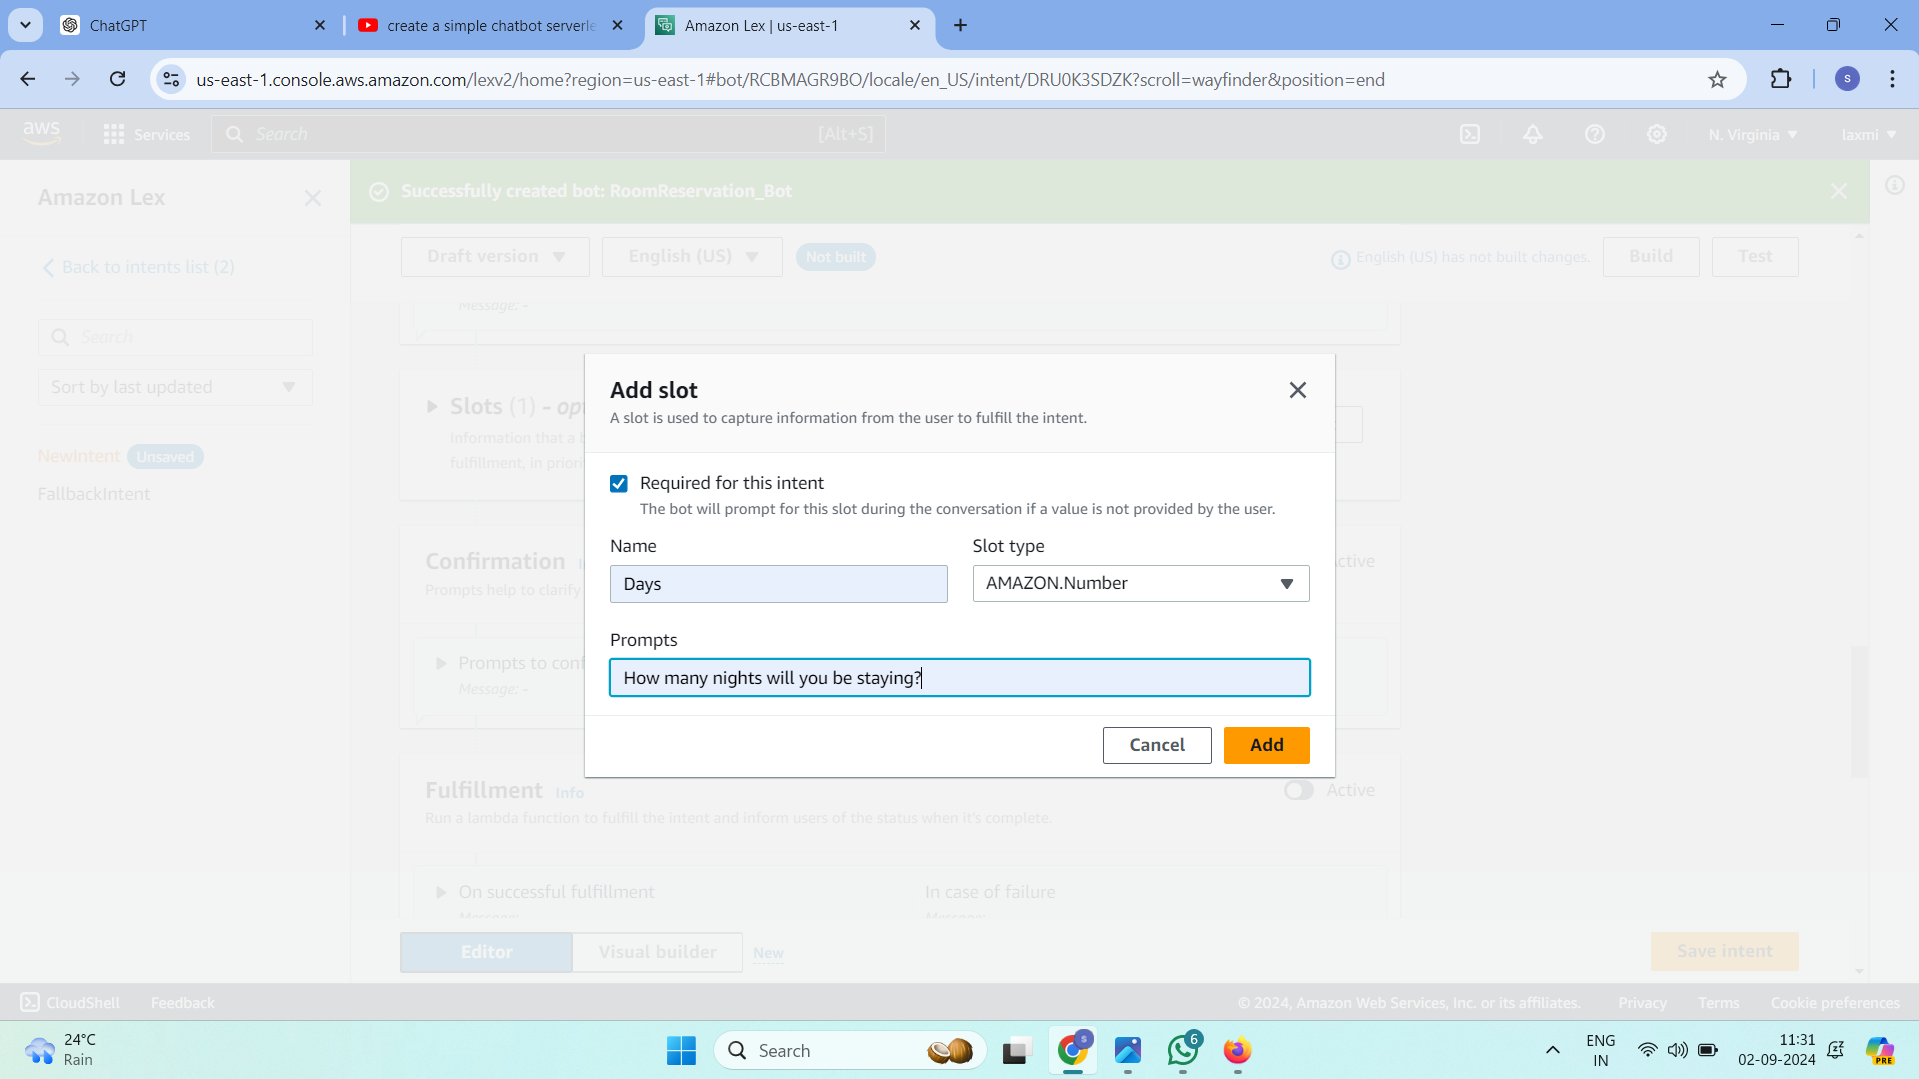 ChatGPT
create a simple chatbot serverle
Amazon Lex | us-east-1
us-east-1.console.aws.amazon.com/lexv2/home?region=us-east-1#bot/RCBMAGR9BO/locale/en_US/intent/DRU0K3SDZK?scroll=wayfinder&position=end
S
aws
Services
Search
[Alt+S]
N. Virginia
laxmi
Amazon Lex
Successfully created bot: RoomReservation_Bot
Back to intents list (2)
Draft version
English (US)
Not built
English (US) has not built changes.
Build
Test
Search
Message: -
Sort by last updated
Slots (1) - opt
Information that a b
fulfillment, in priori
NewIntent
Unsaved
FallbackIntent
Add slot
A slot is used to capture information from the user to fulfill the intent.
Required for this intent
The bot will prompt for this slot during the conversation if a value is not provided by the user.
Name
Slot type
Days
AMAZON.Number
Prompts
How many nights will you be staying?
Cancel
Add
Confirmation
Prompts help to clarify
ctive
Prompts to conf
Message: -
Fulfillment
Info
Active
Run a lambda function to fulfill the intent and inform users of the status when it's complete.
On successful fulfillment
In case of failure
Message:
Message:
Editor
Visual builder
New
Save intent
CloudShell
Feedback
© 2024, Amazon Web Services, Inc. or its affiliates.
Privacy
Terms
Cookie preferences
24°C
Rain
Search
S
6
ENG
IN
11:31
02-09-2024
PRE